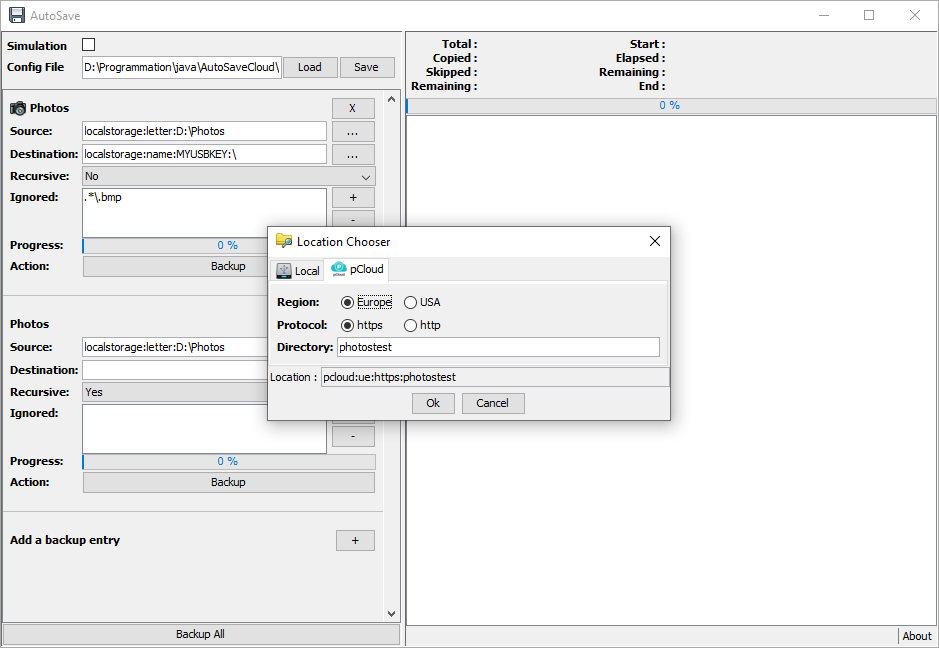 AutoSave
Simulation
Config File D:\Programmation\java\AutoSaveCloud\ Load Save
Photos X
Source: localstorage:letter:D:\Photos ...
Destination: localstorage:name:MYUSBKEY:\ ...
Recursive: No
Ignored: .*\.bmp +
-
Progress: 0 %
Action: Backup
Photos
Source: localstorage:letter:D:\Photos
Destination:
Recursive: Yes
Ignored:
-
Progress: 0 %
Action: Backup
Add a backup entry +
Backup All
Total : Start :
Copied : Elapsed :
Skipped : Remaining :
Remaining : End :
0 %
Location Chooser
Local pCloud
pCloud
Region: Europe USA
Protocol: https http
Directory: photostest
Location : pcloud:ue:https:photostest
Ok Cancel
About